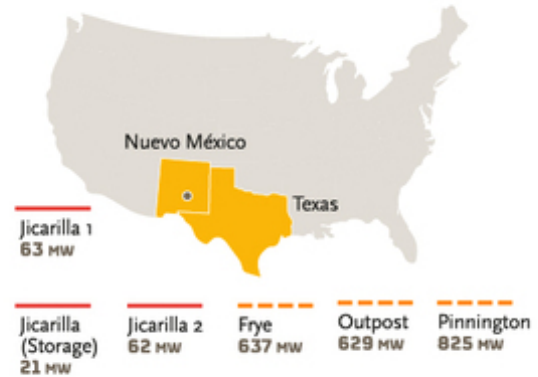 Nuevo México
Texas
Jicarilla 1
63 MW
Jicarilla
(Storage)
21 MW
Jicarilla 2
62 MW
Frye
637 MW
Outpost
629 MW
Pinnington
825 MW